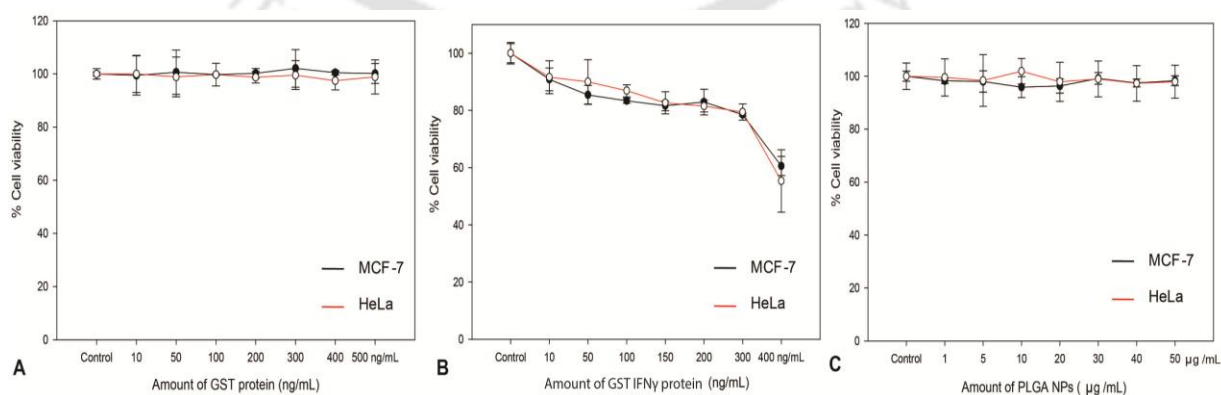 120
100
80
60
40
20
0
% Cell viability
MCF-7
HeLa
Control 10 50 100 200 300 400 500 ng/mL
A
Amount of GST protein (ng/mL)
100
80
60
40
20
0
% Cell viability
MCF-7
HeLa
Control 10 50 100 150 200 300 400 ng/mL
B
Amount of GST IFNγ protein (ng/mL)
120
100
80
60
40
20
0
% Cell viability
MCF-7
HeLa
Control 1 5 10 20 30 40 50 µg /mL
C
Amount of PLGA NPs ( µg /mL)